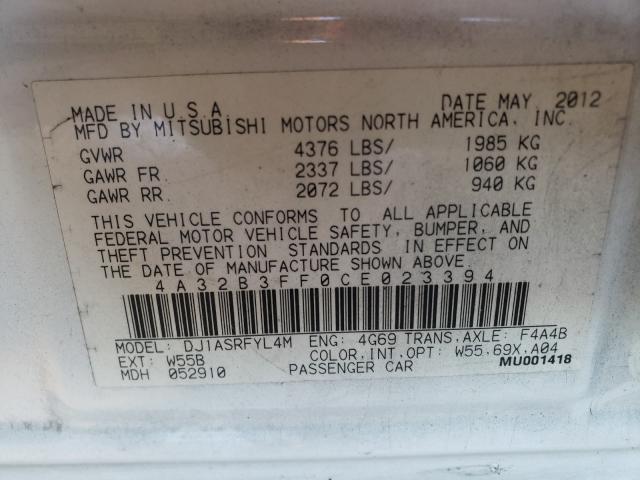 MADE IN U.S.A DATE MAY 2012
MFD BY MITSUBISHI MOTORS NORTH AMERICA, INC.
GVWR 4376 LBS/ 1985 KG
GAWR FR. 2337 LBS/ 1060 KG
GAWR RR. 2072 LBS/ 940 KG
THIS VEHICLE CONFORMS TO ALL APPLICABLE
FEDERAL MOTOR VEHICLE SAFETY, BUMPER, AND
THEFT PREVENTION STANDARDS IN EFFECT ON
THE DATE OF MANUFACTURE SHOWN ABOVE.
4A32B3FF0CE023394
MODEL: DJ1ASRFYL4M ENG: 4G69 TRANS,AXLE: F4A4B
EXT: W55B COLOR,INT,OPT: W55,69X,A04
MDH 052910 PASSENGER CAR MU001418